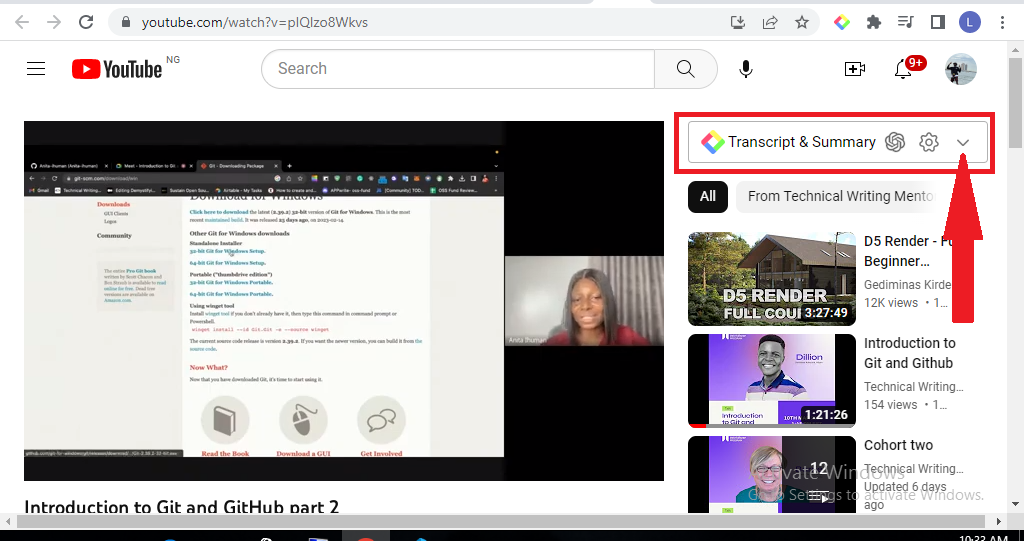 youtube.com/watch?v=plQIzo8Wkvs
L
YouTube NG
Search
9+
Anita-Ihuman (Anita-Ihuman)
Meet - Introduction to Git
Git - Downloading Package
git-scm.com/download/win
Gmail
Technical Writing...
Editing Demystifyi...
Sustain Open Sou...
Airtable - My Tasks
How to create and...
[Community] TOD...
OSS Fund Review...
Download for Windows
Downloads
GUI Clients
Logos
Community
The entire Pro Git book
written by Scott Chacon and
Ben Straub is available to read
online for free. Dead tree
versions are available on
Amazon.com.
Click here to download the latest (2.39.2) 32-bit version of Git for Windows. This is the most
recent maintained build. It was released 23 days ago, on 2023-02-14.
Other Git for Windows downloads
Standalone Installer
32-bit Git for Windows Setup.
64-bit Git for Windows Setup.
Portable ("thumbdrive edition")
32-bit Git for Windows Portable.
64-bit Git for Windows Portable.
Using winget tool
Install winget tool if you don't already have it, then type this command in command prompt or
Powershell.
winget install --id Git.Git -e --source winget
The current source code release is version 2.39.2. If you want the newer version, you can build it from the
source code.
Now What?
Now that you have downloaded Git, it's time to start using it.
Read the Book
Download a GUI
Get Involved
Anita Ihuman
Introduction to Git and GitHub part 2
Transcript & Summary
All
From Technical Writing Mento
D5 RENDER
FULL COU
3:27:49
D5 Render - Fu
Beginner...
Gediminas Kirde
12K views • 1...
Dillion
Introduction to
Git and
10TH M
1:21:26
Introduction to
Git and Github
Technical Writing...
154 views • 1...
12
Cohort two
Technical Writing...
Updated 6 days
ago
Activate Windows
Go to Settings to activate Windows.
10:33 AM